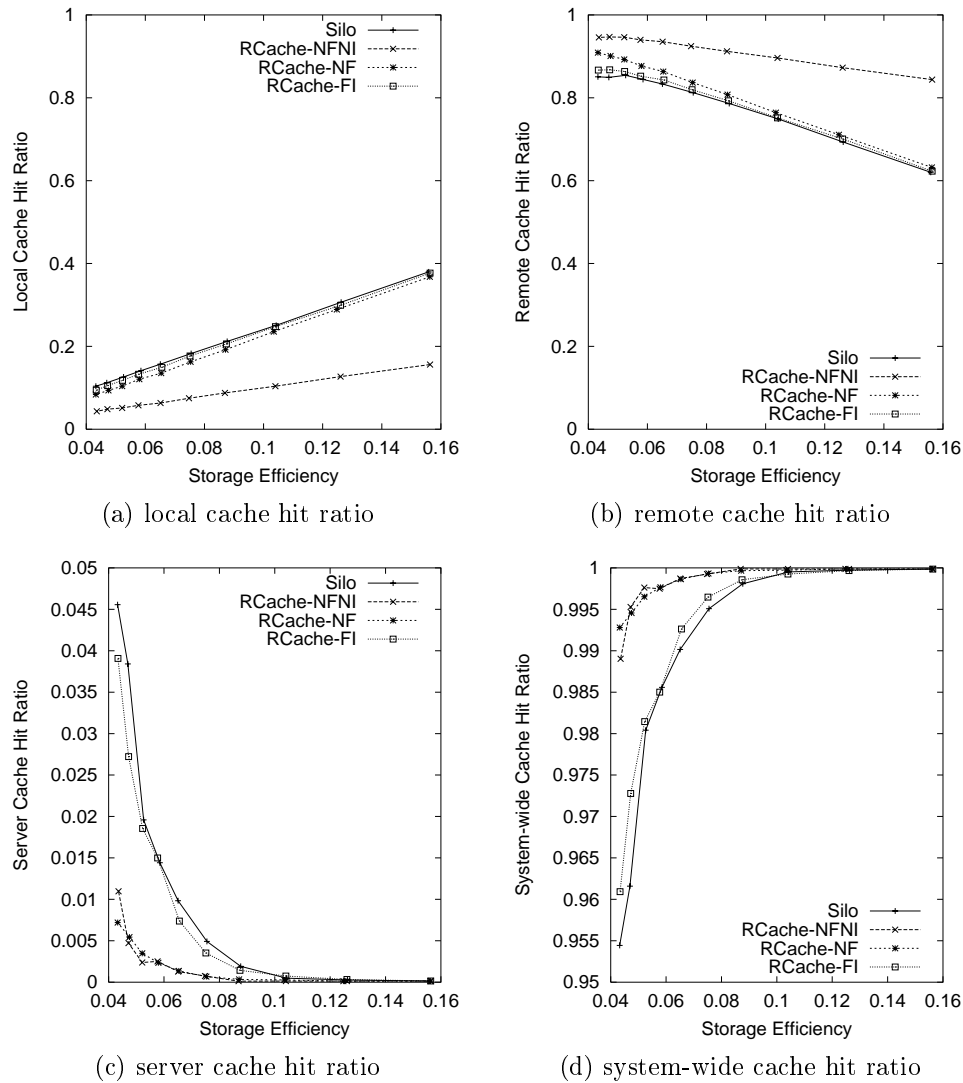 1
0.8
0.6
0.4
0.2
0
Local Cache Hit Ratio
Silo
RCache-NFNI
RCache-NF
RCache-FI
0.04 0.06 0.08 0.1 0.12 0.14 0.16
Storage Efficiency
(a) local cache hit ratio
1
0.8
0.6
0.4
0.2
0
Remote Cache Hit Ratio
Silo
RCache-NFNI
RCache-NF
RCache-FI
0.04 0.06 0.08 0.1 0.12 0.14 0.16
Storage Efficiency
(b) remote cache hit ratio
0.05
0.045
0.04
0.035
0.03
0.025
0.02
0.015
0.01
0.005
0
Server Cache Hit Ratio
Silo
RCache-NFNI
RCache-NF
RCache-FI
0.04 0.06 0.08 0.1 0.12 0.14 0.16
Storage Efficiency
(c) server cache hit ratio
1
0.995
0.99
0.985
0.98
0.975
0.97
0.965
0.96
0.955
0.95
System-wide Cache Hit Ratio
Silo
RCache-NFNI
RCache-NF
RCache-FI
0.04 0.06 0.08 0.1 0.12 0.14 0.16
Storage Efficiency
(d) system-wide cache hit ratio